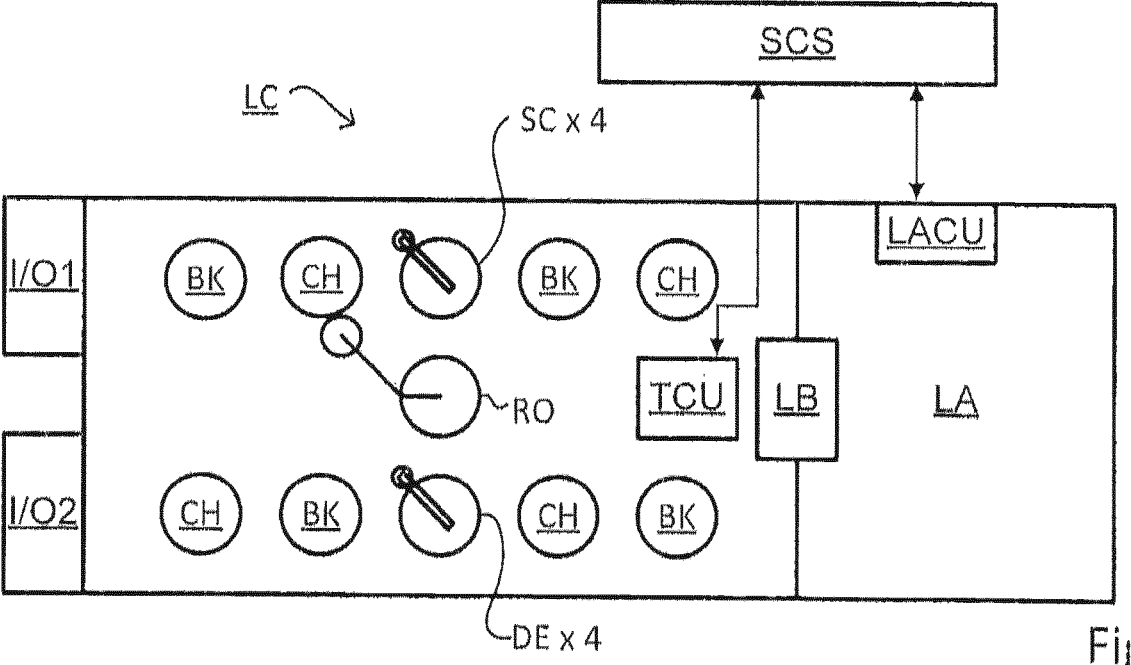 SCS
LC
SC x 4
LACU
I/O1
BK
CH
BK
CH
TCU
LB
LA
RO
I/O2
CH
BK
CH
BK
DE x 4